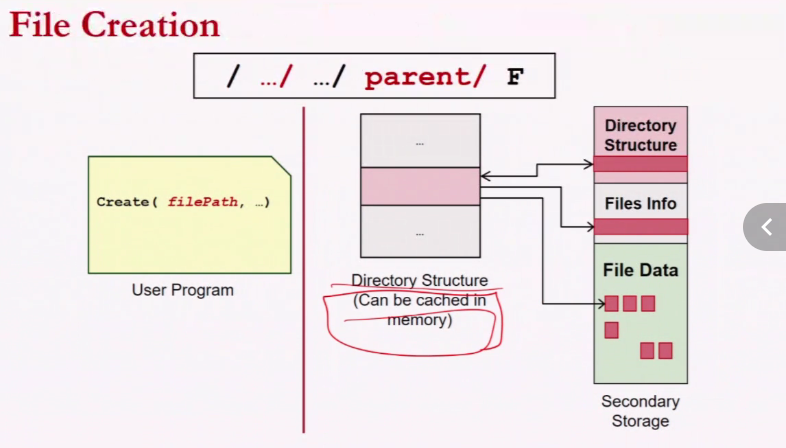 File Creation
/ …/ …/ parent/ F
Create( filePath, …)
User Program
…
…
Directory Structure
(Can be cached in
memory)
Directory
Structure
Files Info
File Data
Secondary
Storage